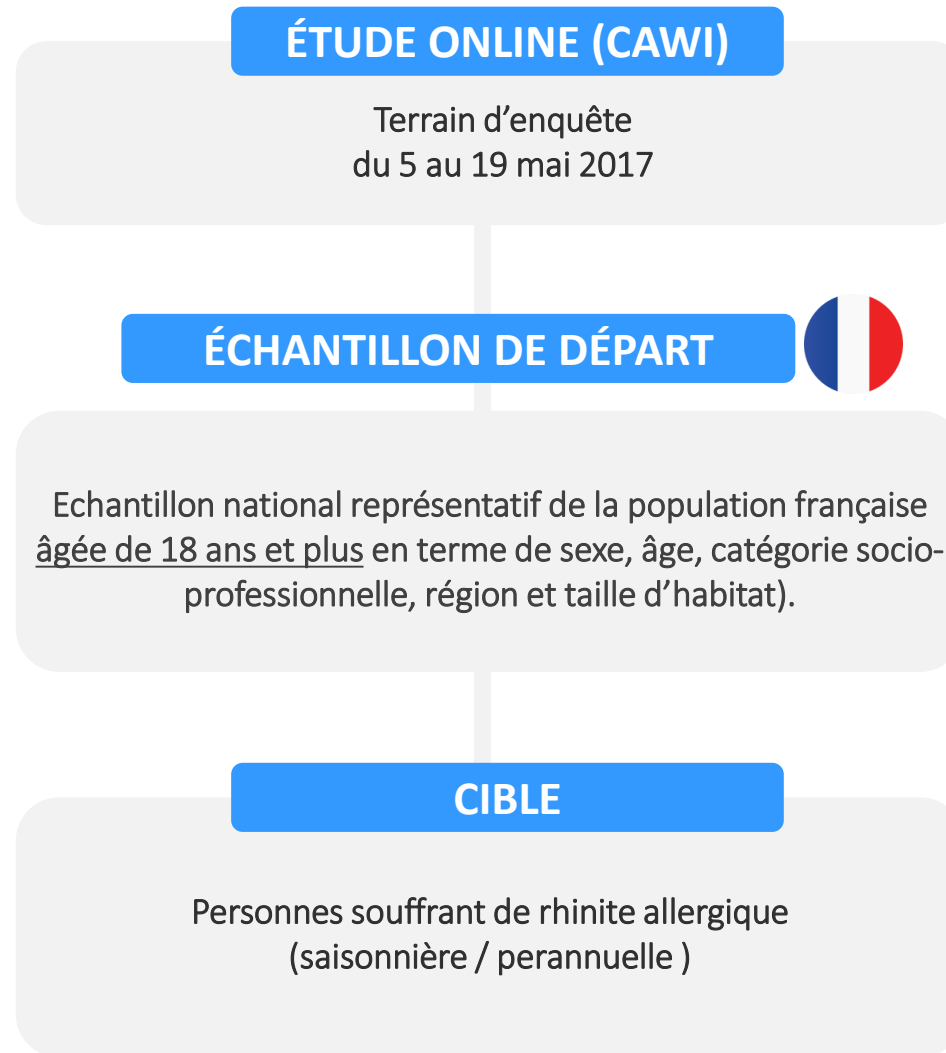 ÉTUDE ONLINE (CAWI)
Terrain d’enquête
du 5 au 19 mai 2017
ÉCHANTILLON DE DÉPART
Echantillon national représentatif de la population française
âgée de 18 ans et plus en terme de sexe, âge, catégorie socio-
professionnelle, région et taille d’habitat).
CIBLE
Personnes souffrant de rhinite allergique
(saisonnière / perannuelle )